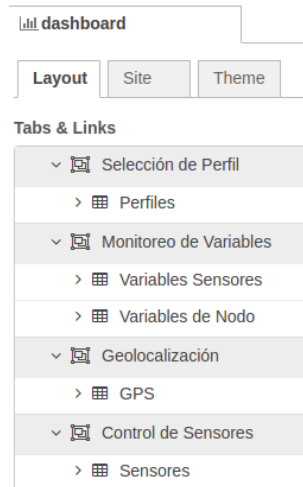 dashboard
Layout Site Theme
Tabs & Links
Selección de Perfil
Perfiles
Monitoreo de Variables
Variables Sensores
Variables de Nodo
Geolocalización
GPS
Control de Sensores
Sensores